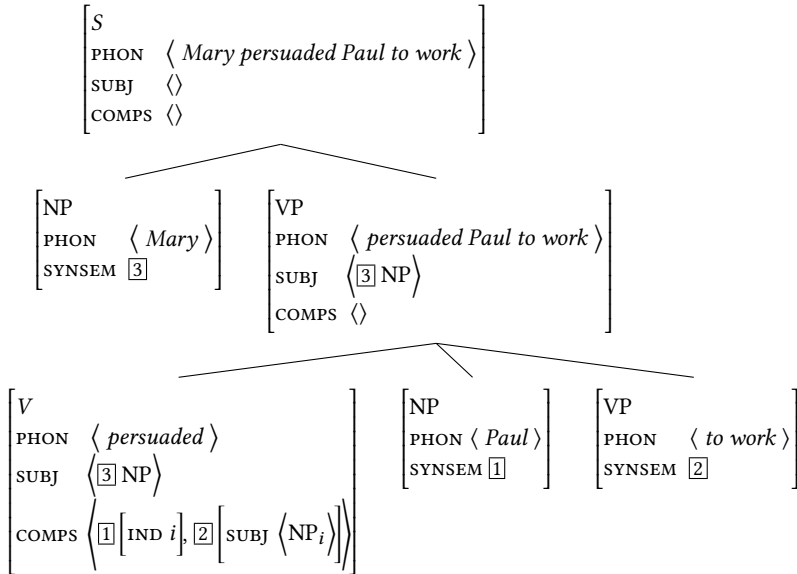 S
PHON ⟨ Mary persuaded Paul to work ⟩
SUBJ ⟨⟩
COMPS ⟨⟩
NP
PHON ⟨ Mary ⟩
SYNSEM 3
VP
PHON ⟨ persuaded Paul to work ⟩
SUBJ ⟨ 3 NP ⟩
COMPS ⟨⟩
V
PHON ⟨ persuaded ⟩
SUBJ ⟨ 3 NP ⟩
COMPS ⟨ 1 [IND i], 2 [SUBJ ⟨NPᵢ⟩] ⟩
NP
PHON ⟨ Paul ⟩
SYNSEM 1
VP
PHON ⟨ to work ⟩
SYNSEM 2